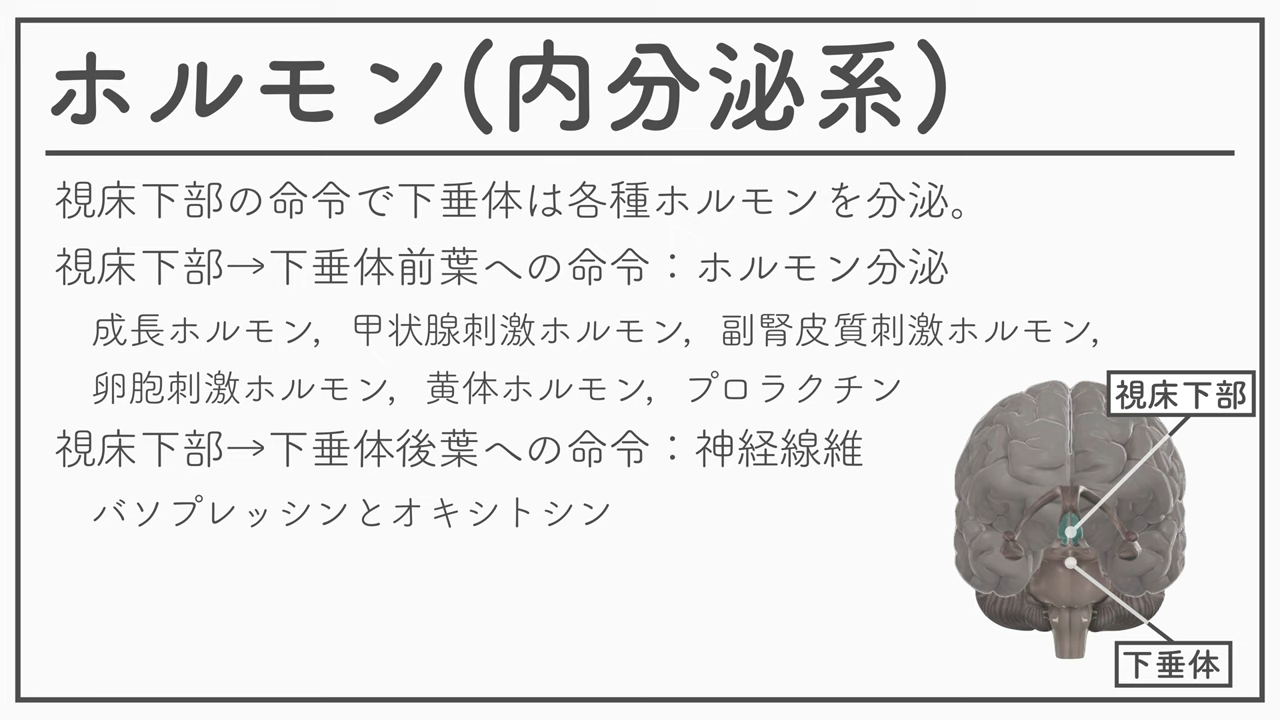 ホルモン(内分泌系)
視床下部の命令で下垂体は各種ホルモンを分泌。
視床下部→下垂体前葉への命令：ホルモン分泌
成長ホルモン，甲状腺刺激ホルモン，副腎皮質刺激ホルモン，
卵胞刺激ホルモン，黄体ホルモン，プロラクチン
視床下部→下垂体後葉への命令：神経線維
バソプレッシンとオキシトシン
視床下部
下垂体